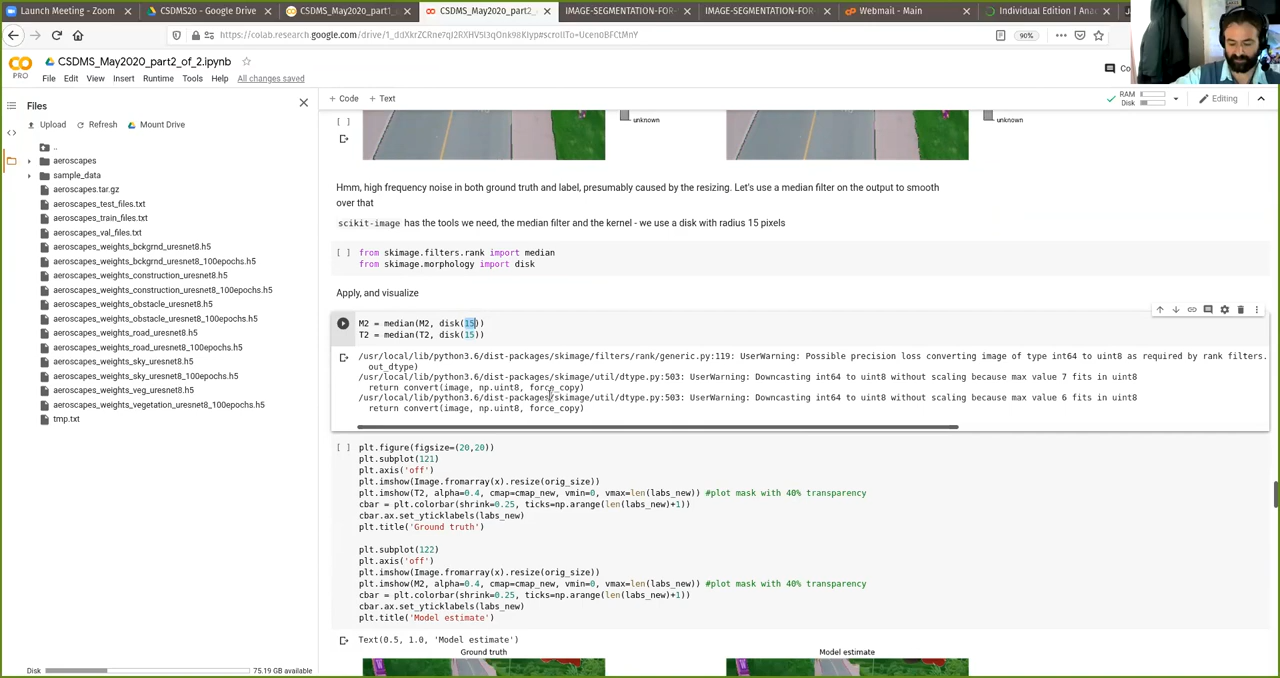 Launch Meeting - Zoom
CSDMS2o - Google Drive
CSDMS_May2020_part1_
CSDMS_May2020_part2_
IMAGE-SEGMENTATION-FOR-
IMAGE-SEGMENTATION-FOR-
Webmail - Main
Individual Edition | Ana
https://colab.research.google.com/drive/1_ddXkrZCRne7qI2RXHV5I3qOnk98KIyp#scrollTo=Ucen0BFCtMnY
90%
PRO
CSDMS_May2020_part2_of_2.ipynb
File Edit View Insert Runtime Tools Help All changes saved
Co
Files
+ Code + Text
RAM
Disk
Editing
Upload Refresh Mount Drive
..
aeroscapes
sample_data
aeroscapes.tar.gz
aeroscapes_test_files.txt
aeroscapes_train_files.txt
aeroscapes_val_files.txt
aeroscapes_weights_bckgrnd_uresnet8.h5
aeroscapes_weights_bckgrnd_uresnet8_100epochs.h5
aeroscapes_weights_construction_uresnet8.h5
aeroscapes_weights_construction_uresnet8_100epochs.h5
aeroscapes_weights_obstacle_uresnet8.h5
aeroscapes_weights_obstacle_uresnet8_100epochs.h5
aeroscapes_weights_road_uresnet8.h5
aeroscapes_weights_road_uresnet8_100epochs.h5
aeroscapes_weights_sky_uresnet8.h5
aeroscapes_weights_sky_uresnet8_100epochs.h5
aeroscapes_weights_veg_uresnet8.h5
aeroscapes_weights_vegetation_uresnet8_100epochs.h5
tmp.txt
Disk 75.19 GB available
[ ]
unknown
unknown
Hmm, high frequency noise in both ground truth and label, presumably caused by the resizing. Let's use a median filter on the output to smooth
over that
scikit-image has the tools we need, the median filter and the kernel - we use a disk with radius 15 pixels
[ ] from skimage.filters.rank import median
from skimage.morphology import disk
Apply, and visualize
M2 = median(M2, disk(15))
T2 = median(T2, disk(15))
/usr/local/lib/python3.6/dist-packages/skimage/filters/rank/generic.py:119: UserWarning: Possible precision loss converting image of type int64 to uint8 as required by rank filters.
out_dtype)
/usr/local/lib/python3.6/dist-packages/skimage/util/dtype.py:503: UserWarning: Downcasting int64 to uint8 without scaling because max value 7 fits in uint8
return convert(image, np.uint8, force_copy)
/usr/local/lib/python3.6/dist-packages/skimage/util/dtype.py:503: UserWarning: Downcasting int64 to uint8 without scaling because max value 6 fits in uint8
return convert(image, np.uint8, force_copy)
[ ] plt.figure(figsize=(20,20))
plt.subplot(121)
plt.axis('off')
plt.imshow(Image.fromarray(x).resize(orig_size))
plt.imshow(T2, alpha=0.4, cmap=cmap_new, vmin=0, vmax=len(labs_new)) #plot mask with 40% transparency
cbar = plt.colorbar(shrink=0.25, ticks=np.arange(len(labs_new)+1))
cbar.ax.set_yticklabels(labs_new)
plt.title('Ground truth')
plt.subplot(122)
plt.axis('off')
plt.imshow(Image.fromarray(x).resize(orig_size))
plt.imshow(M2, alpha=0.4, cmap=cmap_new, vmin=0, vmax=len(labs_new)) #plot mask with 40% transparency
cbar = plt.colorbar(shrink=0.25, ticks=np.arange(len(labs_new)+1))
cbar.ax.set_yticklabels(labs_new)
plt.title('Model estimate')
Text(0.5, 1.0, 'Model estimate')
Ground truth
Model estimate